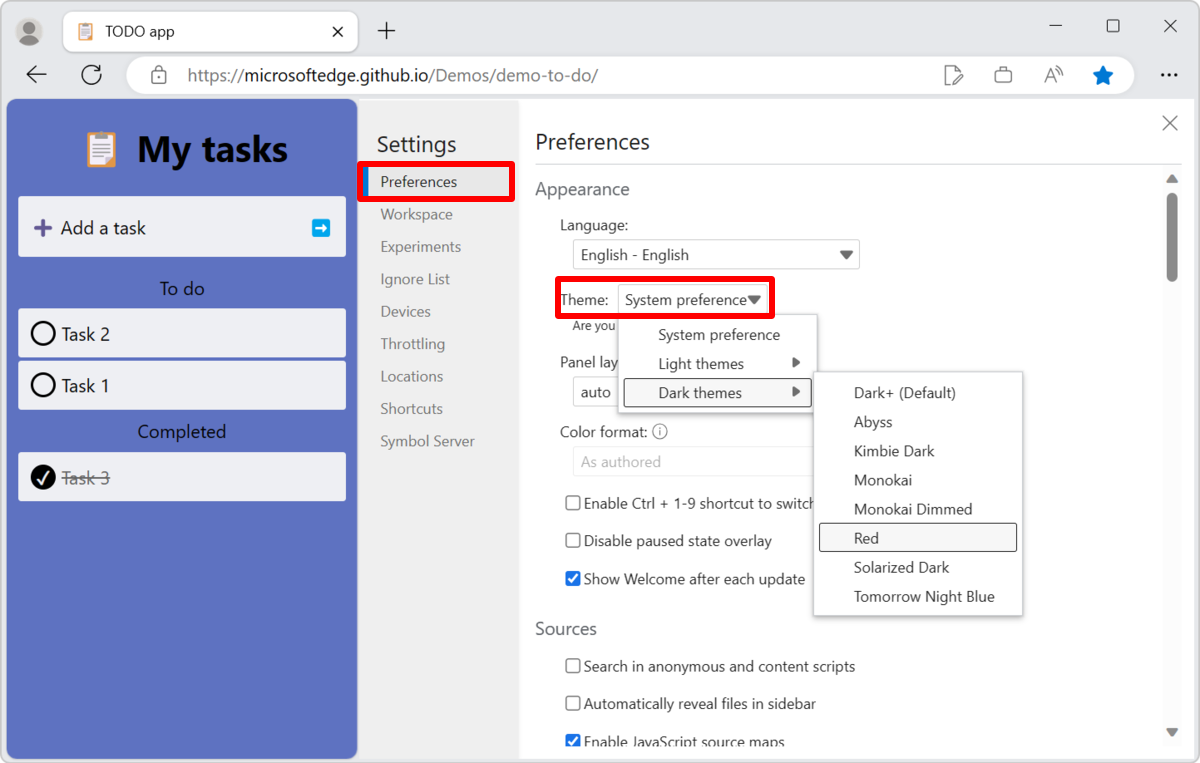 TODO app
https://microsoftedge.github.io/Demos/demo-to-do/
My tasks
Add a task
To do
Task 2
Task 1
Completed
Task 3
Settings
Preferences
Workspace
Experiments
Ignore List
Devices
Throttling
Locations
Shortcuts
Symbol Server
Preferences
Appearance
Language:
English - English
Theme: System preference
Are you
System preference
Light themes
Dark themes
Dark+ (Default)
Abyss
Kimbie Dark
Monokai
Monokai Dimmed
Red
Solarized Dark
Tomorrow Night Blue
Panel lay
auto
Color format:
As authored
Enable Ctrl + 1-9 shortcut to switch
Disable paused state overlay
Show Welcome after each update
Sources
Search in anonymous and content scripts
Automatically reveal files in sidebar
Enable JavaScript source maps